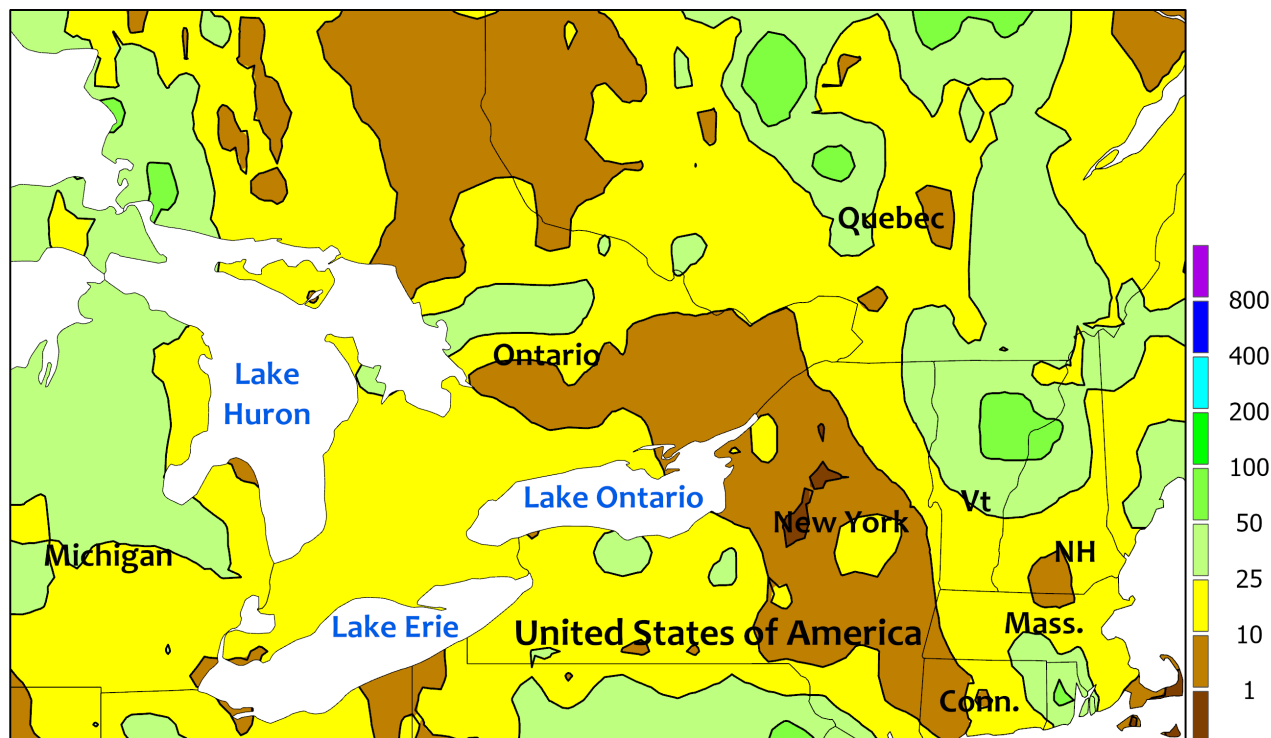 Quebec
800
400
Ontario
Lake
Huron
200
100
Lake Ontario
Vt
New York
50
Michigan
NH
25
Lake Erie
United States of America
Mass.
10
Conn.
1